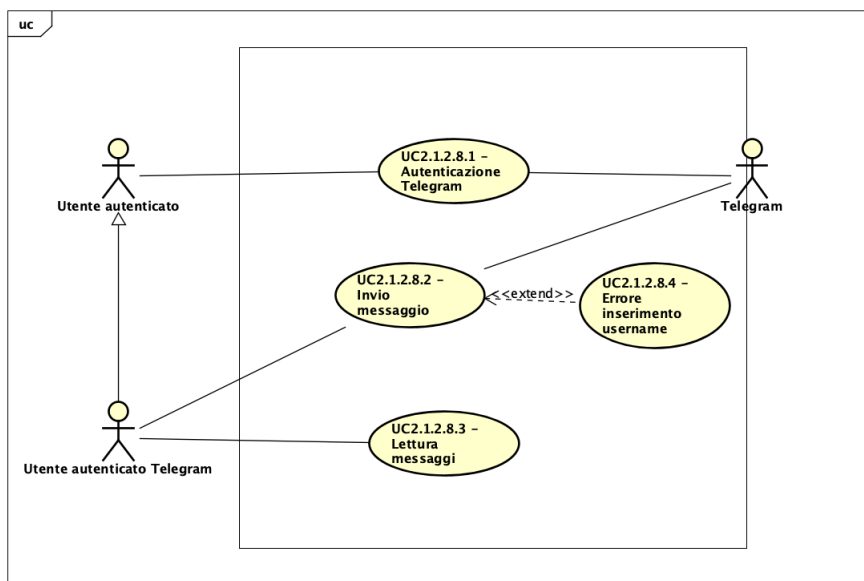 uc
UC2.1.2.8.1 –
Autenticazione
Telegram
Utente autenticato
Telegram
UC2.1.2.8.2 –
Invio
messaggio
<<extend>>
UC2.1.2.8.4 –
Errore
inserimento
username
UC2.1.2.8.3 –
Lettura
messaggi
Utente autenticato Telegram